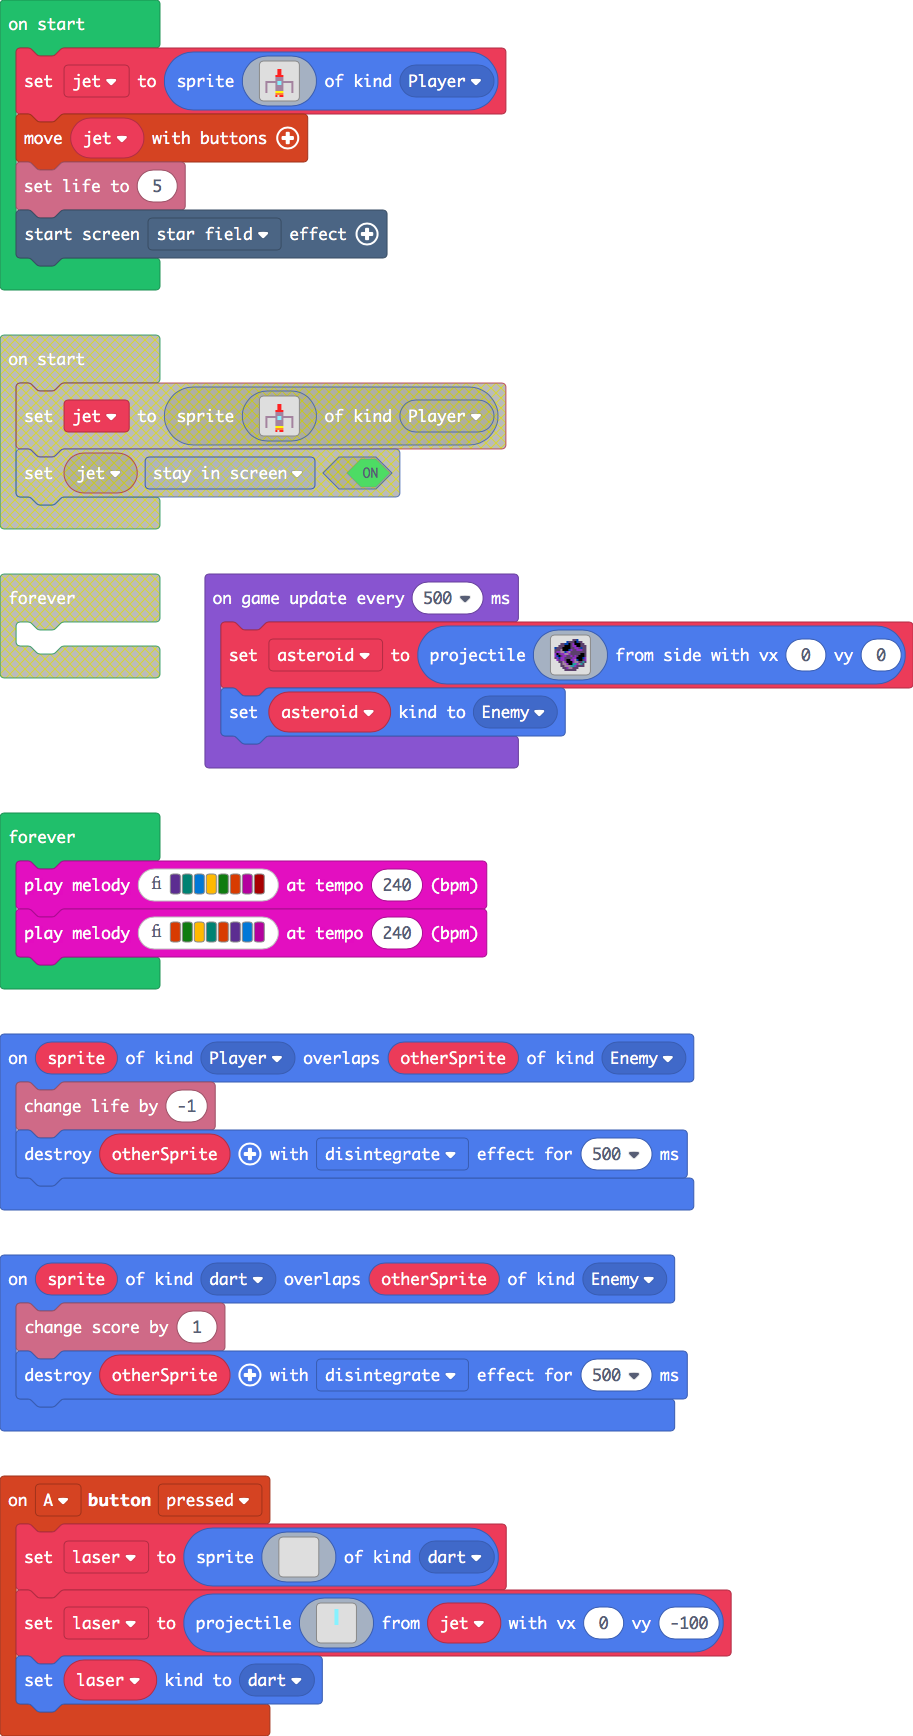 on start
set jet to sprite of kind Player
move jet with buttons
set life to 5
start screen star field effect
on start
set jet to sprite of kind Player
set jet stay in screen ON
forever
on game update every 500 ms
set asteroid to projectile from side with vx 0 vy 0
set asteroid kind to Enemy
forever
play melody at tempo 240 (bpm)
play melody at tempo 240 (bpm)
on sprite of kind Player overlaps otherSprite of kind Enemy
change life by -1
destroy otherSprite with disintegrate effect for 500 ms
on sprite of kind dart overlaps otherSprite of kind Enemy
change score by 1
destroy otherSprite with disintegrate effect for 500 ms
on A button pressed
set laser to sprite of kind dart
set laser to projectile from jet with vx 0 vy -100
set laser kind to dart